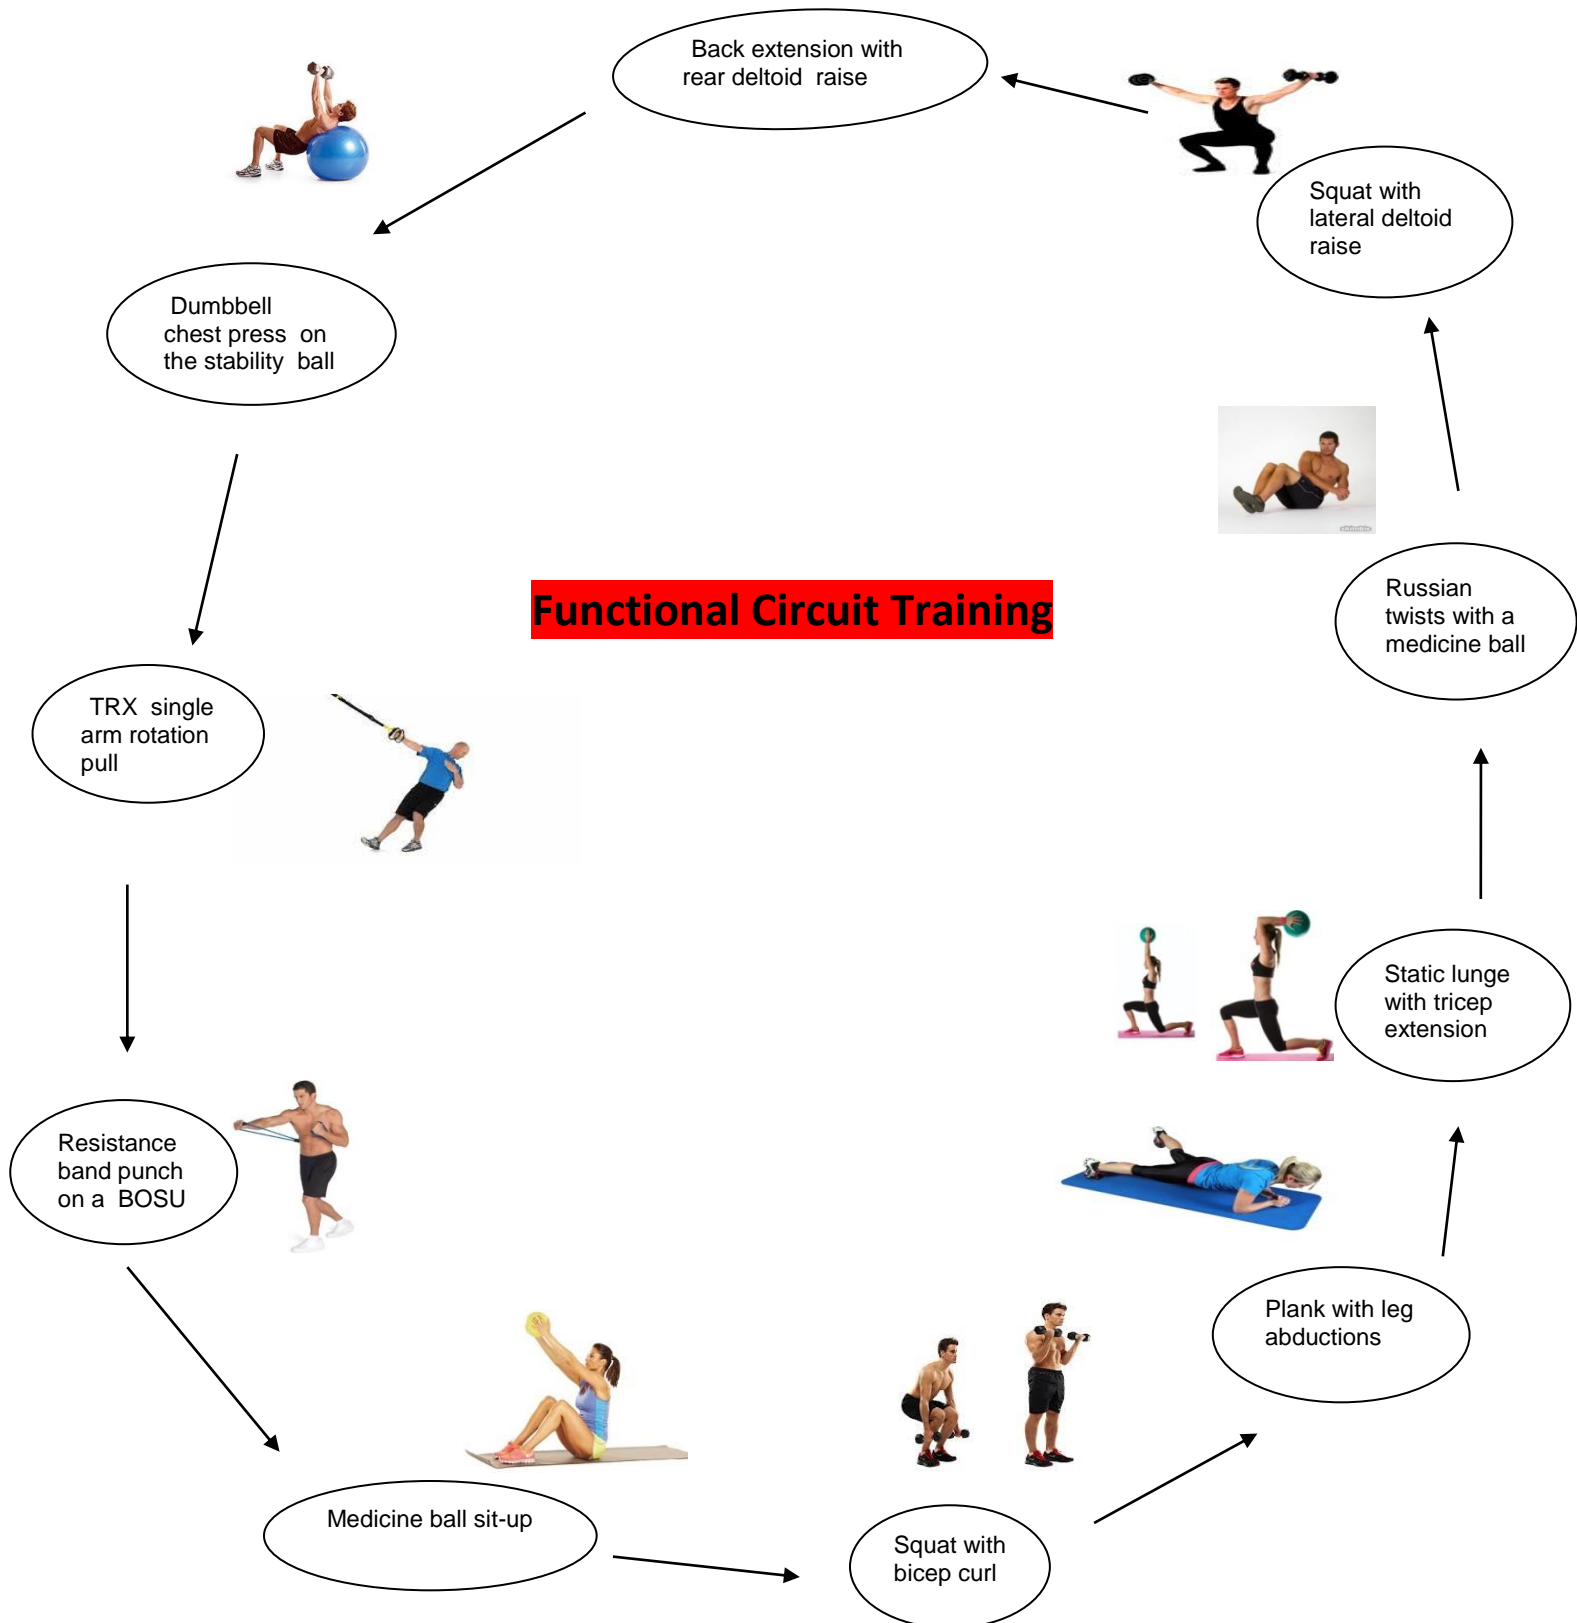 Back extension with
rear deltoid raise
Squat with
lateral deltoid
raise
Dumbbell
chest press on
the stability ball
Functional Circuit Training
Russian
twists with a
medicine ball
TRX single
arm rotation
pull
Static lunge
with tricep
extension
Resistance
band punch
on a BOSU
Plank with leg
abductions
Medicine ball sit-up
Squat with
bicep curl